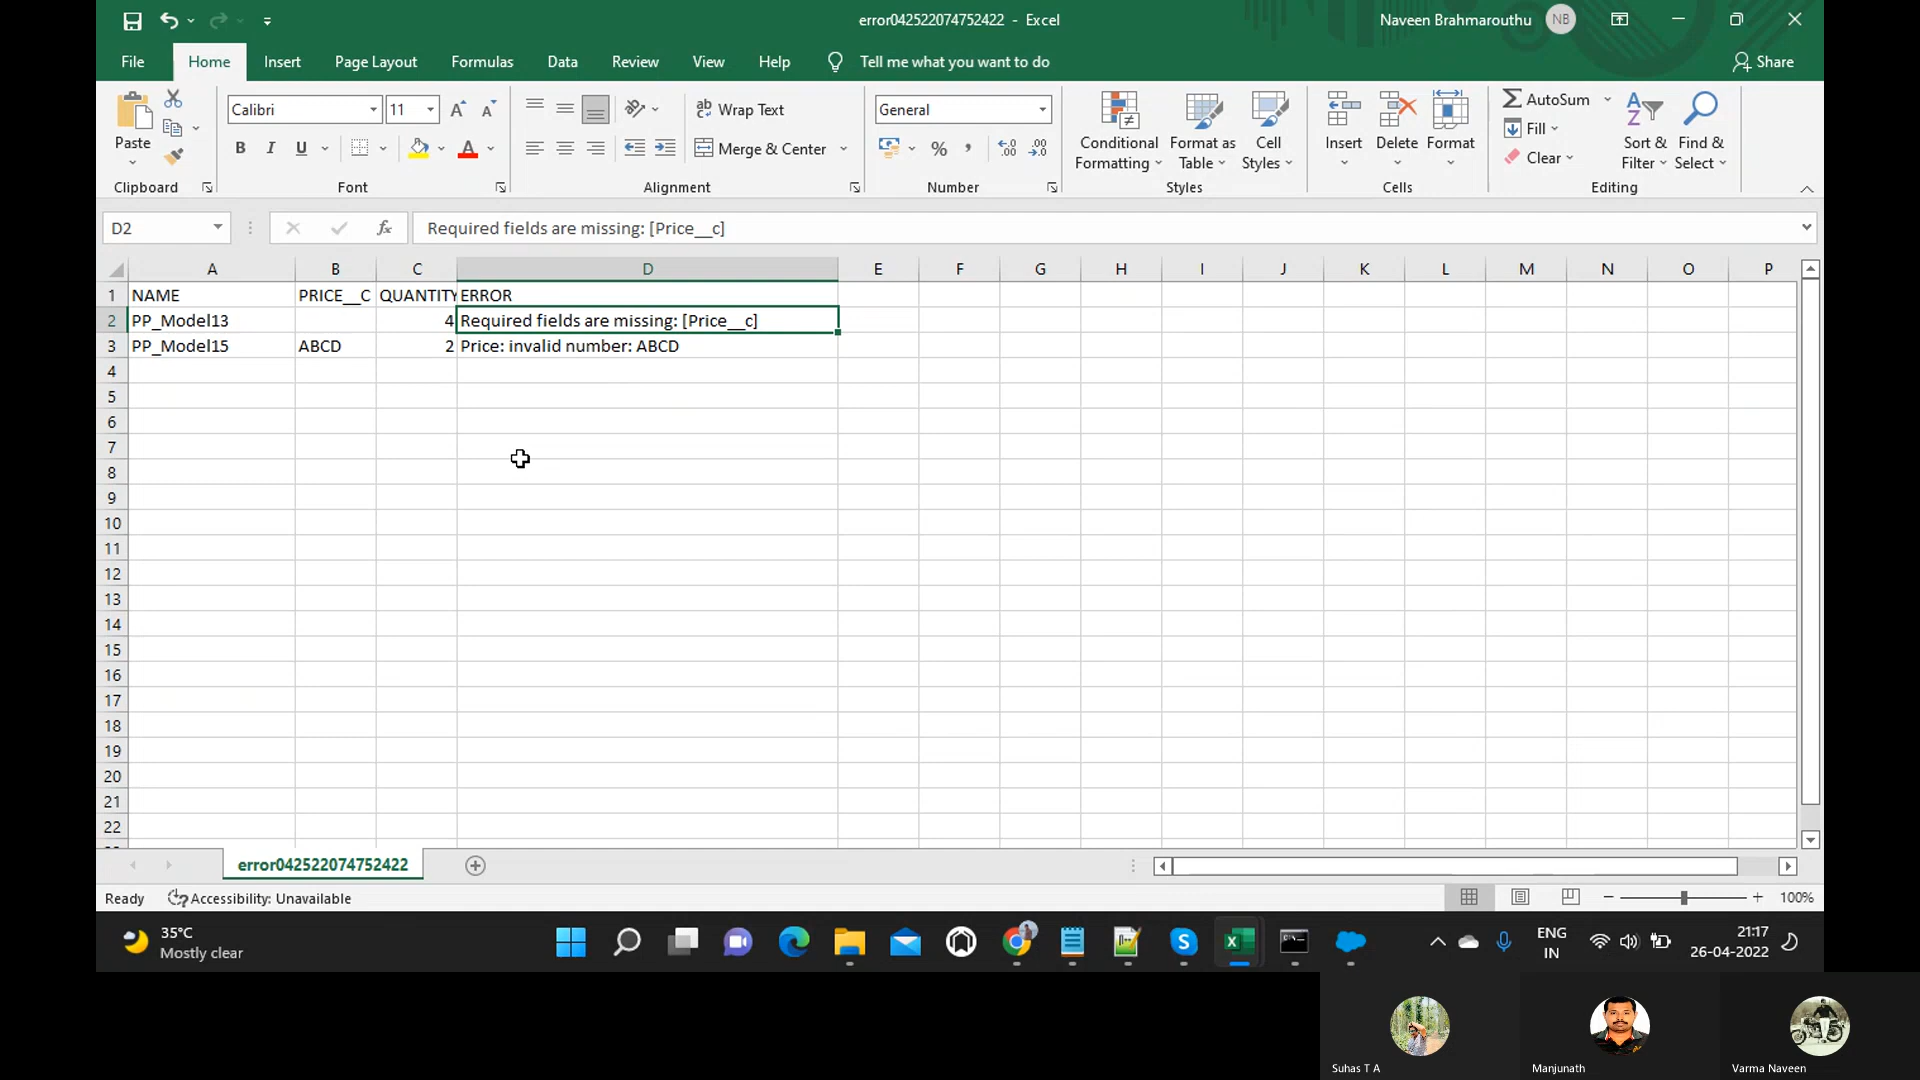 error042522074752422 - Excel
Naveen Brahmarouthu NB
File Home Insert Page Layout Formulas Data Review View Help Tell me what you want to do Share
Paste
Clipboard
Calibri 11
B I U
Font
Wrap Text
Merge & Center
Alignment
General
% ,
Number
Conditional Formatting
Format as Table
Cell Styles
Styles
Insert Delete Format
Cells
AutoSum
Fill
Clear
Sort & Filter
Find & Select
Editing
D2 fx Required fields are missing: [Price__c]
A B C D E F G H I J K L M N O P
1 NAME PRICE__C QUANTITY ERROR
2 PP_Model13 4 Required fields are missing: [Price__c]
3 PP_Model15 ABCD 2 Price: invalid number: ABCD
4
5
6
7
8
9
10
11
12
13
14
15
16
17
18
19
20
21
22
error042522074752422
Ready Accessibility: Unavailable 100%
35°C
Mostly clear
ENG
IN
21:17
26-04-2022
Suhas T A Manjunath Varma Naveen